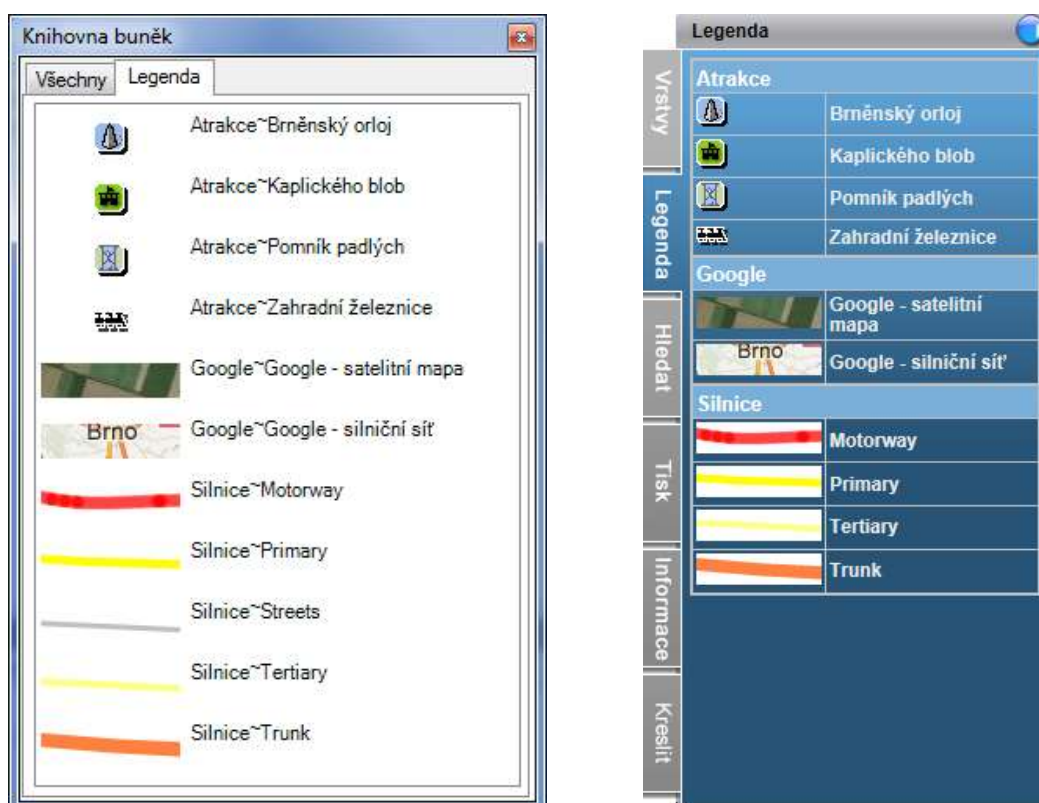 Knihovna buněk
Všechny
Legenda
Atrakce~Brněnský orloj
Atrakce~Kaplického blob
Atrakce~Pomník padlých
Atrakce~Zahradní železnice
Google~Google - satelitní mapa
Brno
Google~Google - silniční síť
Silnice~Motorway
Silnice~Primary
Silnice~Streets
Silnice~Tertiary
Silnice~Trunk
Legenda
Vrstvy
Legenda
Hledat
Tisk
Informace
Kreslit
Atrakce
Brněnský orloj
Kaplického blob
Pomník padlých
Zahradní železnice
Google
Google - satelitní
mapa
Brno
Google - silniční síť
Silnice
Motorway
Primary
Tertiary
Trunk